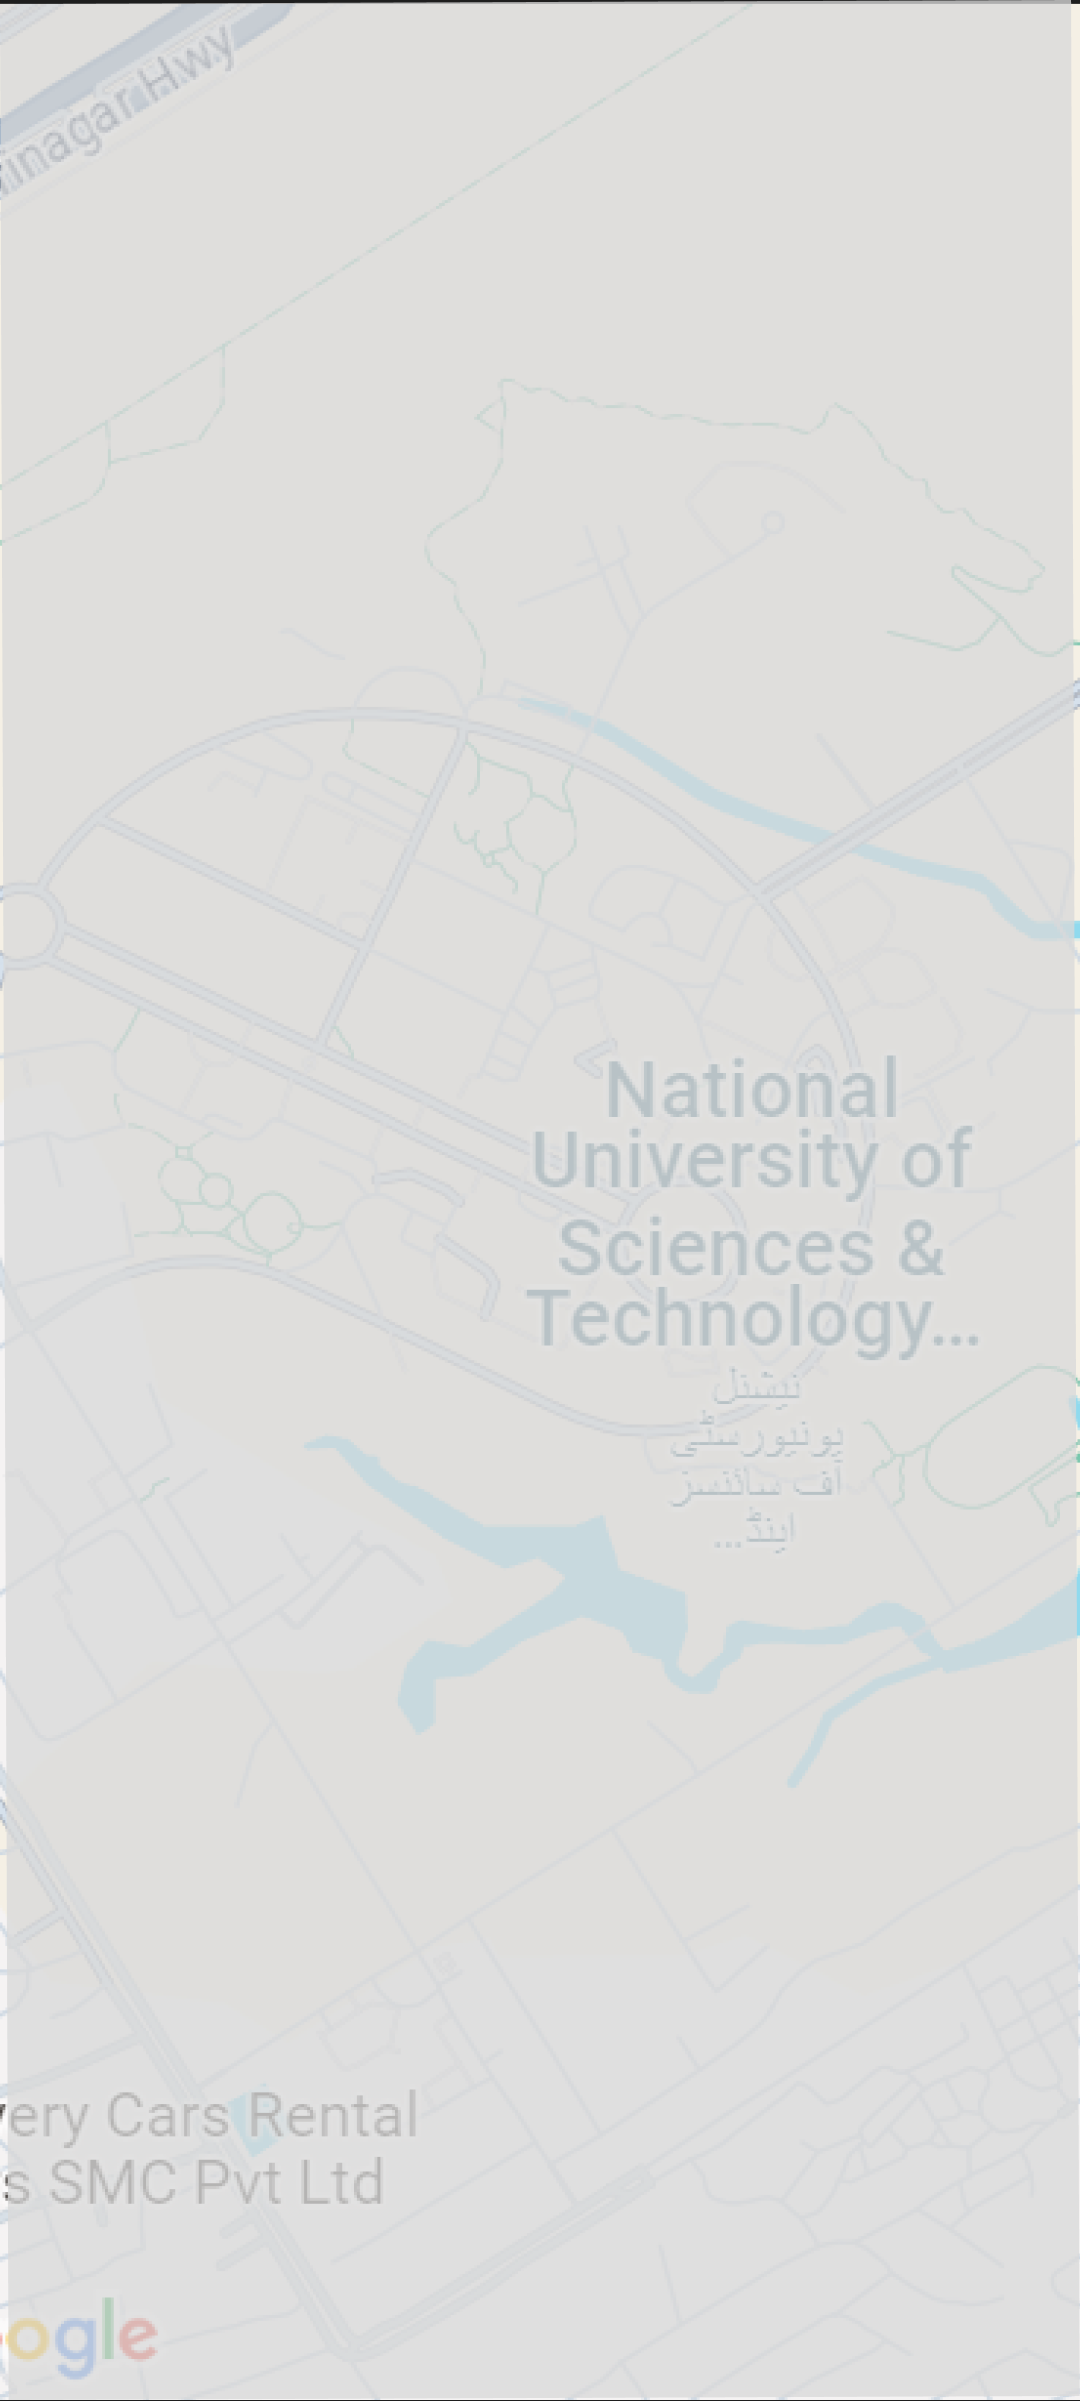 inagar Hwy
National
University of
Sciences &
Technology...
نیشنل
یونیورسٹی
آف سائنسز
اینڈ...
very Cars Rental
s SMC Pvt Ltd
ogle